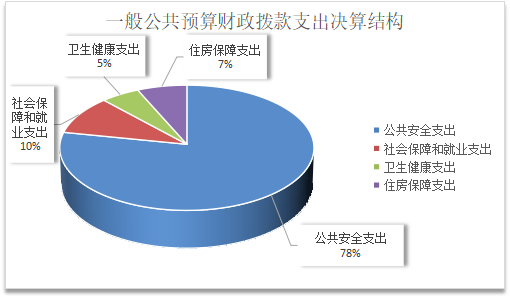 一般公共预算财政拨款支出决算结构
卫生健康支出
5%
住房保障支出
7%
社会保
障和就
业支出
10%
公共安全支出
78%
公共安全支出
社会保障和就业支出
卫生健康支出
住房保障支出